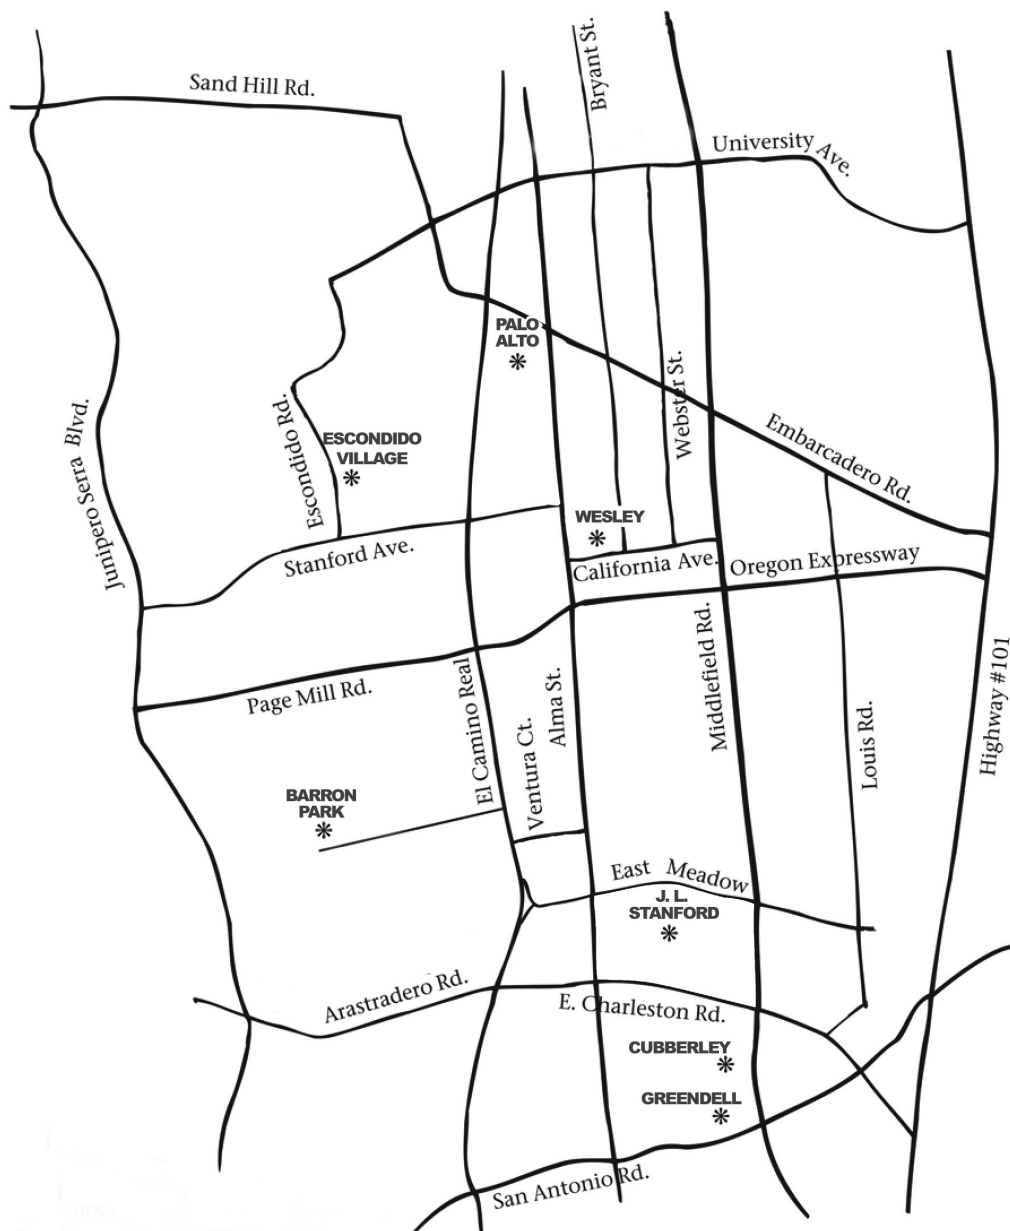 Bryant St.
Sand Hill Rd.
University Ave.
PALO
ALTO
Webster St.
Junipero Serra Blvd.
Escondido Rd.
ESCONDIDO
VILLAGE
Embarcadero Rd.
WESLEY
Stanford Ave.
California Ave.
Oregon Expressway
Page Mill Rd.
El Camino Real
Ventura Ct.
Alma St.
Middlefield Rd.
Louis Rd.
Highway #101
BARRON
PARK
East Meadow
J. L.
STANFORD
Arastradero Rd.
E. Charleston Rd.
CUBBERLEY
GREENDELL
San Antonio Rd.